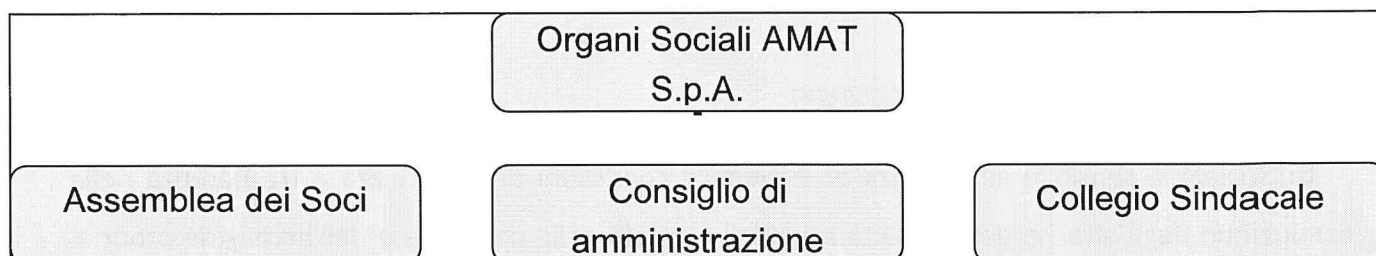 Organi Sociali AMAT
S.p.A.
Assemblea dei Soci
Consiglio di
amministrazione
Collegio Sindacale